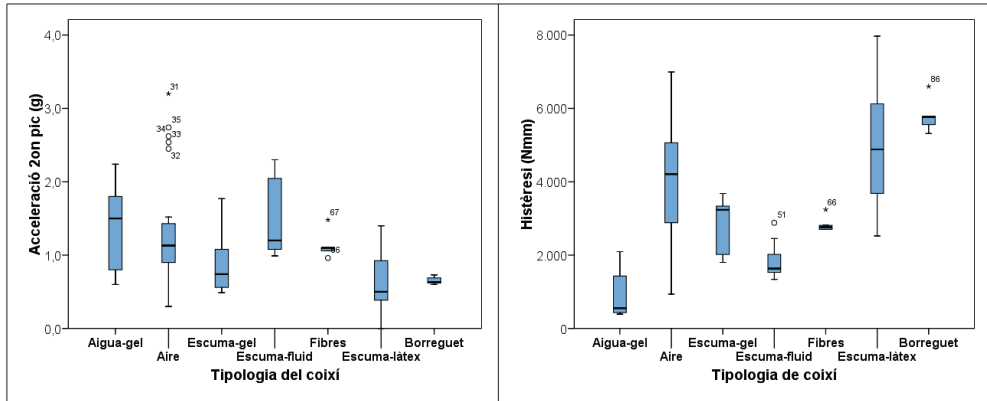 Acceleració 2on pic (g)
4,0
3,0
2,0
1,0
0,0
31
35
34
33
32
67
66
Aigua-gel
Aire
Escuma-gel
Escuma-fluid
Fibres
Escuma-làtex
Borreguet
Tipologia del coixí
Histèresi (Nmm)
8.000
6.000
4.000
2.000
0
51
66
86
Aigua-gel
Aire
Escuma-gel
Escuma-fluid
Fibres
Escuma-làtex
Borreguet
Tipologia de coixí